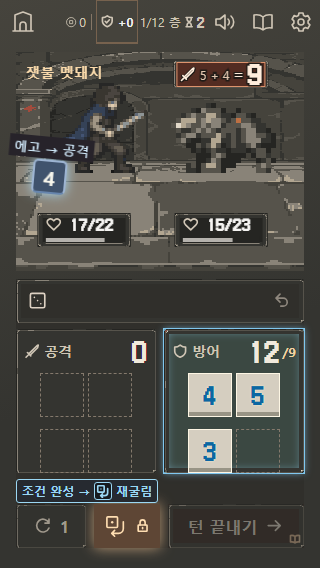 0 +0 1/12 층 2
잿불 멧돼지
5 + 4 = 9
에고 → 공격
4
17/22
15/23
공격 0
방어 12/9
4 5
3
조건 완성 → 재굴림
1
턴 끝내기 →